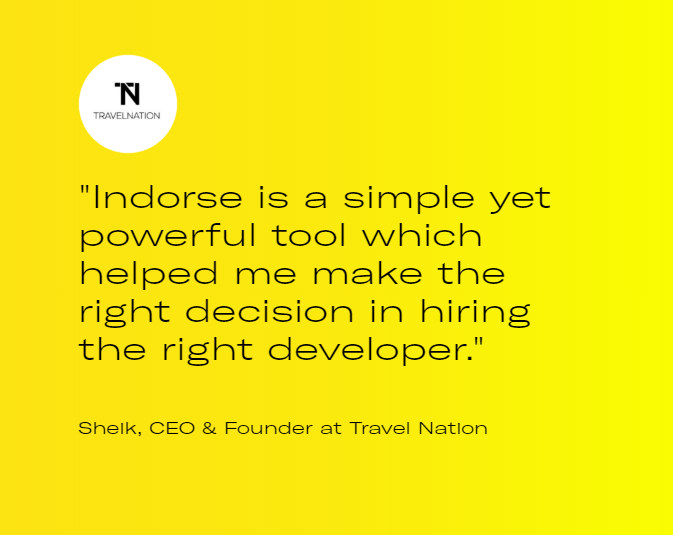 TN
TRAVELNATION
"Indorse is a simple yet
powerful tool which
helped me make the
right decision in hiring
the right developer."
Sheik, CEO & Founder at Travel Nation